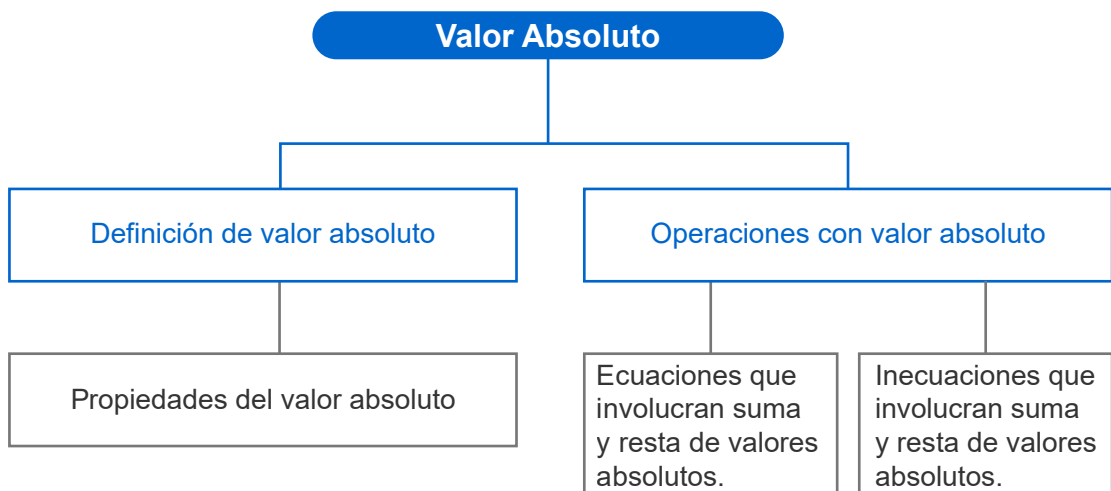 Valor Absoluto
Definición de valor absoluto
Operaciones con valor absoluto
Propiedades del valor absoluto
Ecuaciones que
involucran suma
y resta de valores
absolutos.
Inecuaciones que
involucran suma
y resta de valores
absolutos.